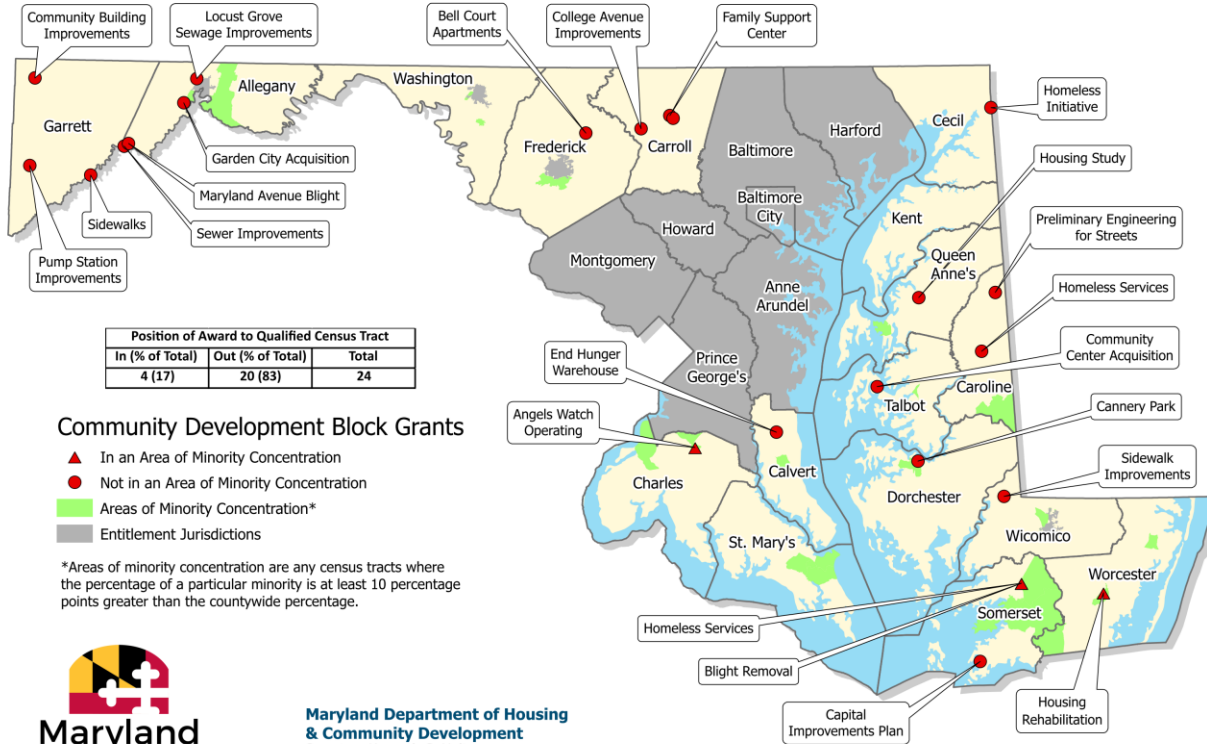 Community Building
Improvements
Locust Grove
Sewage Improvements
Bell Court
Apartments
College Avenue
Improvements
Family Support
Center
Homeless
Initiative
Housing Study
Preliminary Engineering
for Streets
Homeless Services
Community
Center Acquisition
Cannery Park
Sidewalk
Improvements
Garrett
Allegany
Washington
Frederick
Carroll
Baltimore
Harford
Cecil
Baltimore
City
Kent
Howard
Montgomery
Queen
Anne's
Anne
Arundel
Prince
George's
Talbot
Caroline
Charles
Calvert
Dorchester
St. Mary's
Wicomico
Worcester
Somerset
Garden City Acquisition
Maryland Avenue Blight
Sidewalks
Sewer Improvements
Pump Station
Improvements
End Hunger
Warehouse
Angels Watch
Operating
Homeless Services
Blight Removal
Capital
Improvements Plan
Housing
Rehabilitation
Position of Award to Qualified Census Tract
In (% of Total) Out (% of Total) Total
4 (17) 20 (83) 24
Community Development Block Grants
In an Area of Minority Concentration
Not in an Area of Minority Concentration
Areas of Minority Concentration*
Entitlement Jurisdictions
*Areas of minority concentration are any census tracts where
the percentage of a particular minority is at least 10 percentage
points greater than the countywide percentage.
Maryland
Maryland Department of Housing
& Community Development